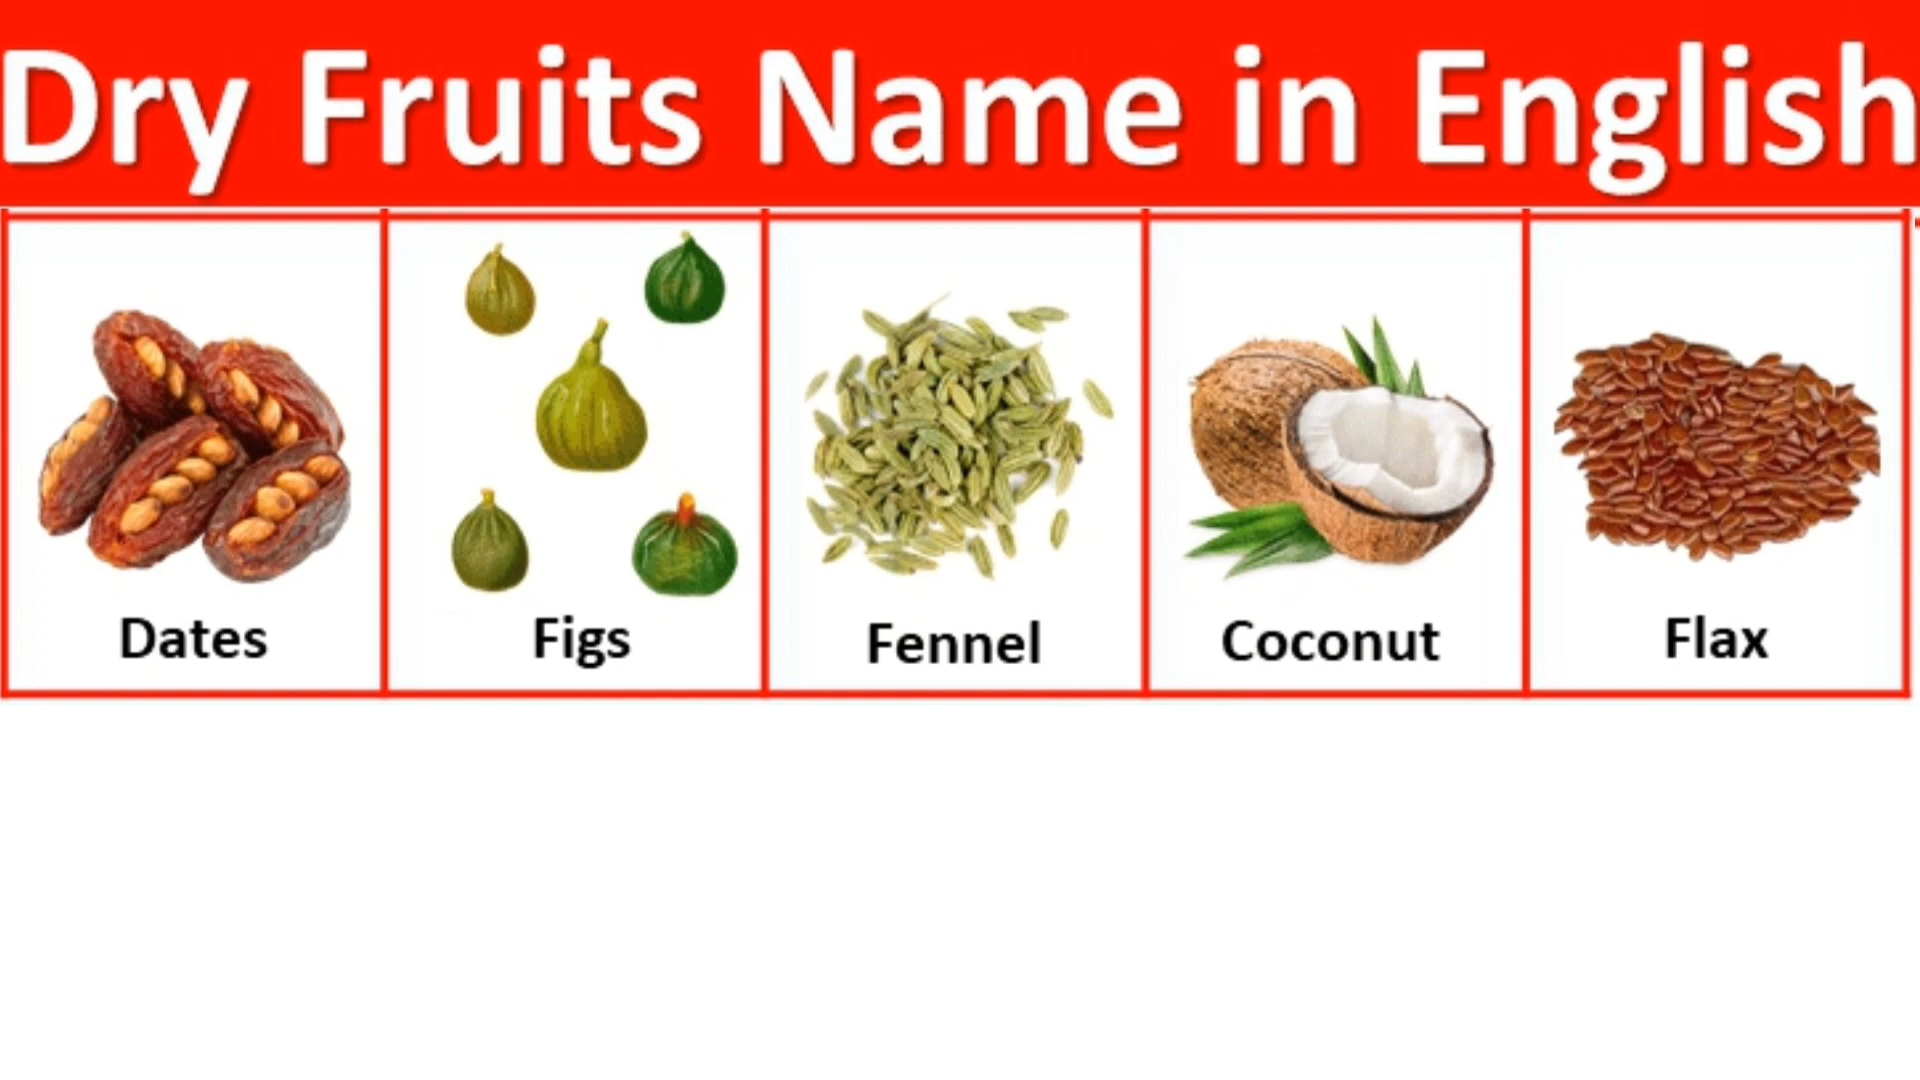 Dry Fruits Name in English
Dates
Figs
Fennel
Coconut
Flax